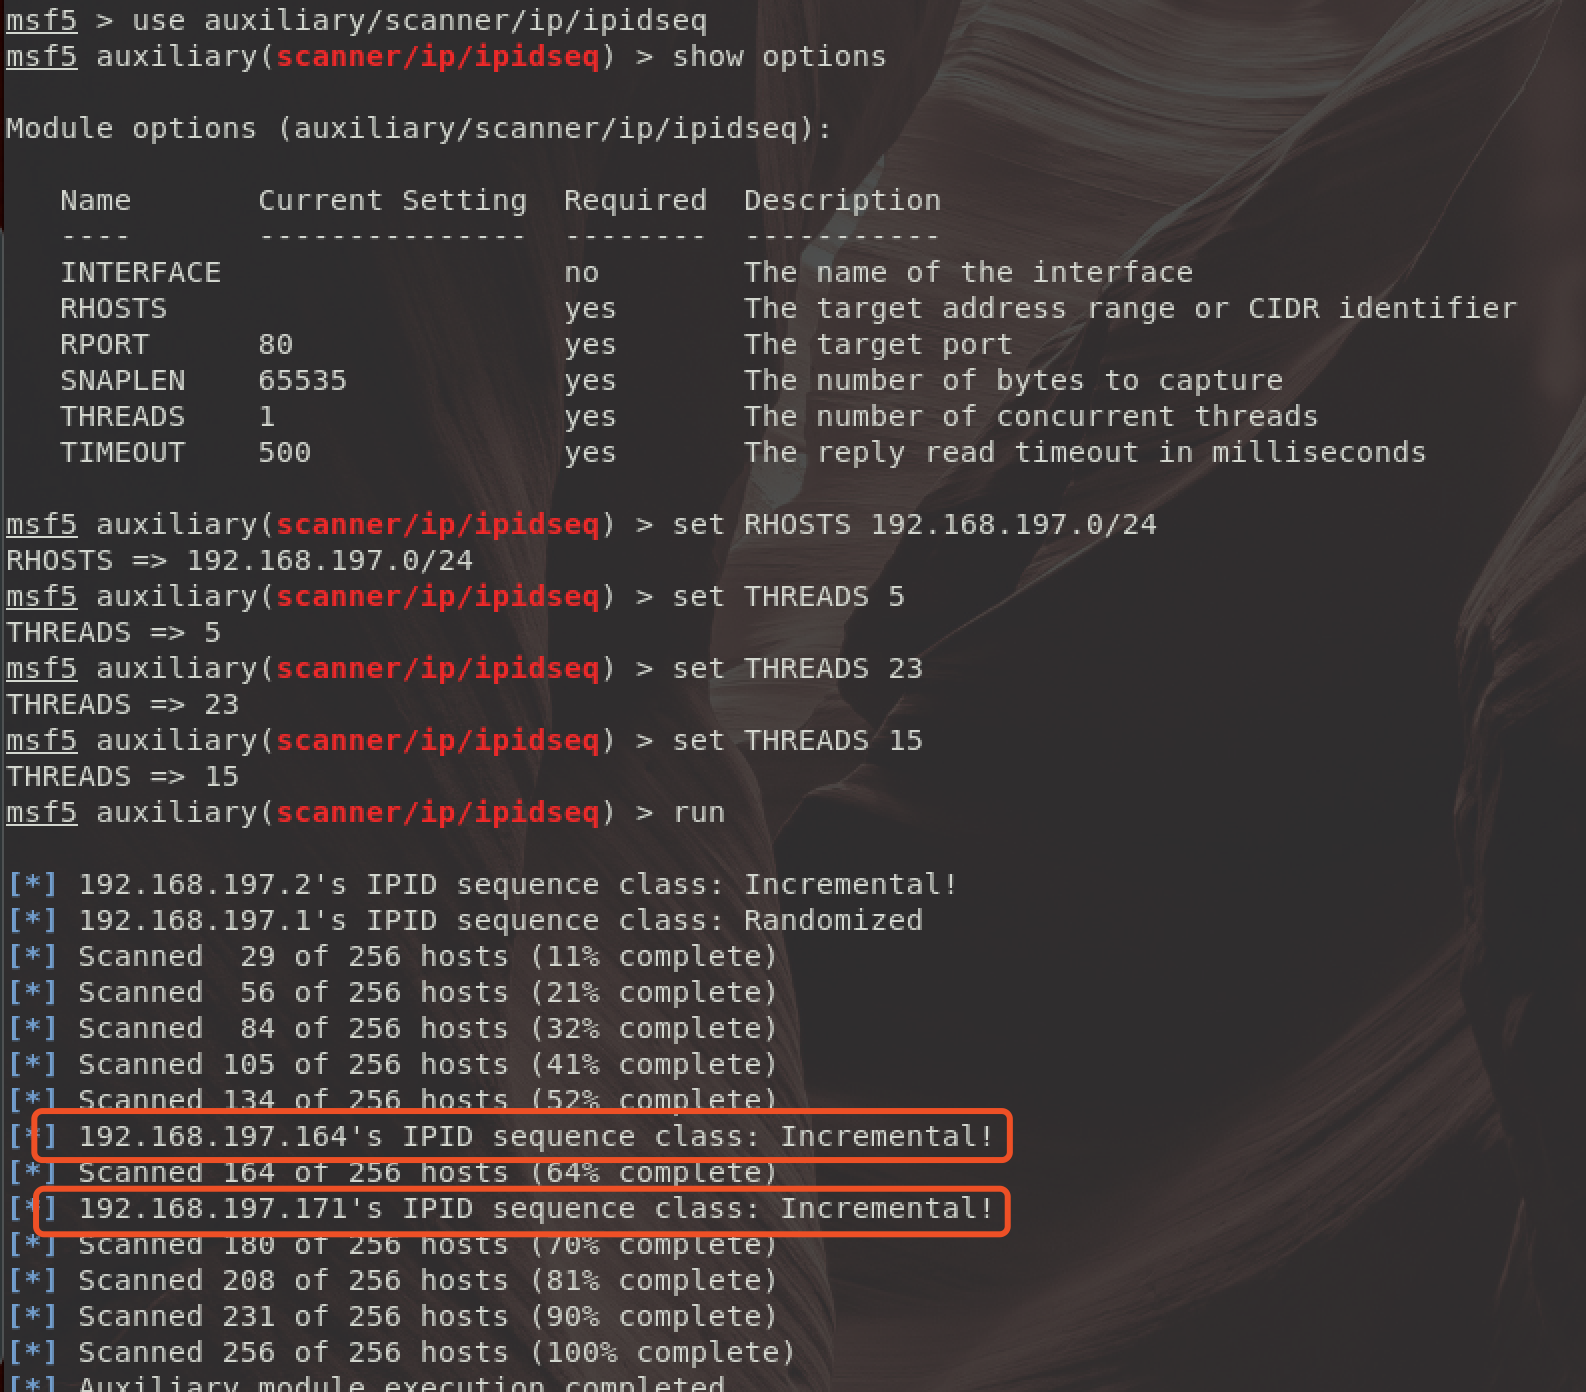 msf5 > use auxiliary/scanner/ip/ipidseq
msf5 auxiliary(scanner/ip/ipidseq) > show options
Module options (auxiliary/scanner/ip/ipidseq):
Name Current Setting Required Description
---- --------------- -------- -----------
INTERFACE no The name of the interface
RHOSTS yes The target address range or CIDR identifier
RPORT 80 yes The target port
SNAPLEN 65535 yes The number of bytes to capture
THREADS 1 yes The number of concurrent threads
TIMEOUT 500 yes The reply read timeout in milliseconds
msf5 auxiliary(scanner/ip/ipidseq) > set RHOSTS 192.168.197.0/24
RHOSTS => 192.168.197.0/24
msf5 auxiliary(scanner/ip/ipidseq) > set THREADS 5
THREADS => 5
msf5 auxiliary(scanner/ip/ipidseq) > set THREADS 23
THREADS => 23
msf5 auxiliary(scanner/ip/ipidseq) > set THREADS 15
THREADS => 15
msf5 auxiliary(scanner/ip/ipidseq) > run
[*] 192.168.197.2's IPID sequence class: Incremental!
[*] 192.168.197.1's IPID sequence class: Randomized
[*] Scanned 29 of 256 hosts (11% complete)
[*] Scanned 56 of 256 hosts (21% complete)
[*] Scanned 84 of 256 hosts (32% complete)
[*] Scanned 105 of 256 hosts (41% complete)
[*] Scanned 134 of 256 hosts (52% complete)
[*] 192.168.197.164's IPID sequence class: Incremental!
[*] Scanned 164 of 256 hosts (64% complete)
[*] 192.168.197.171's IPID sequence class: Incremental!
[*] Scanned 180 of 256 hosts (70% complete)
[*] Scanned 208 of 256 hosts (81% complete)
[*] Scanned 231 of 256 hosts (90% complete)
[*] Scanned 256 of 256 hosts (100% complete)
[*] Auxiliary module execution completed